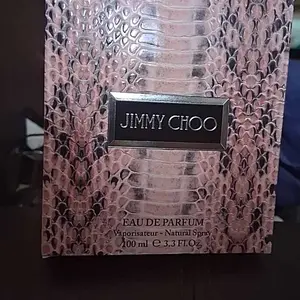 JIMMY CHOO
EAU DE PARFUM
Vaporisateur - Natural Spray
100 ml ℮ 3.3 Fl.Oz